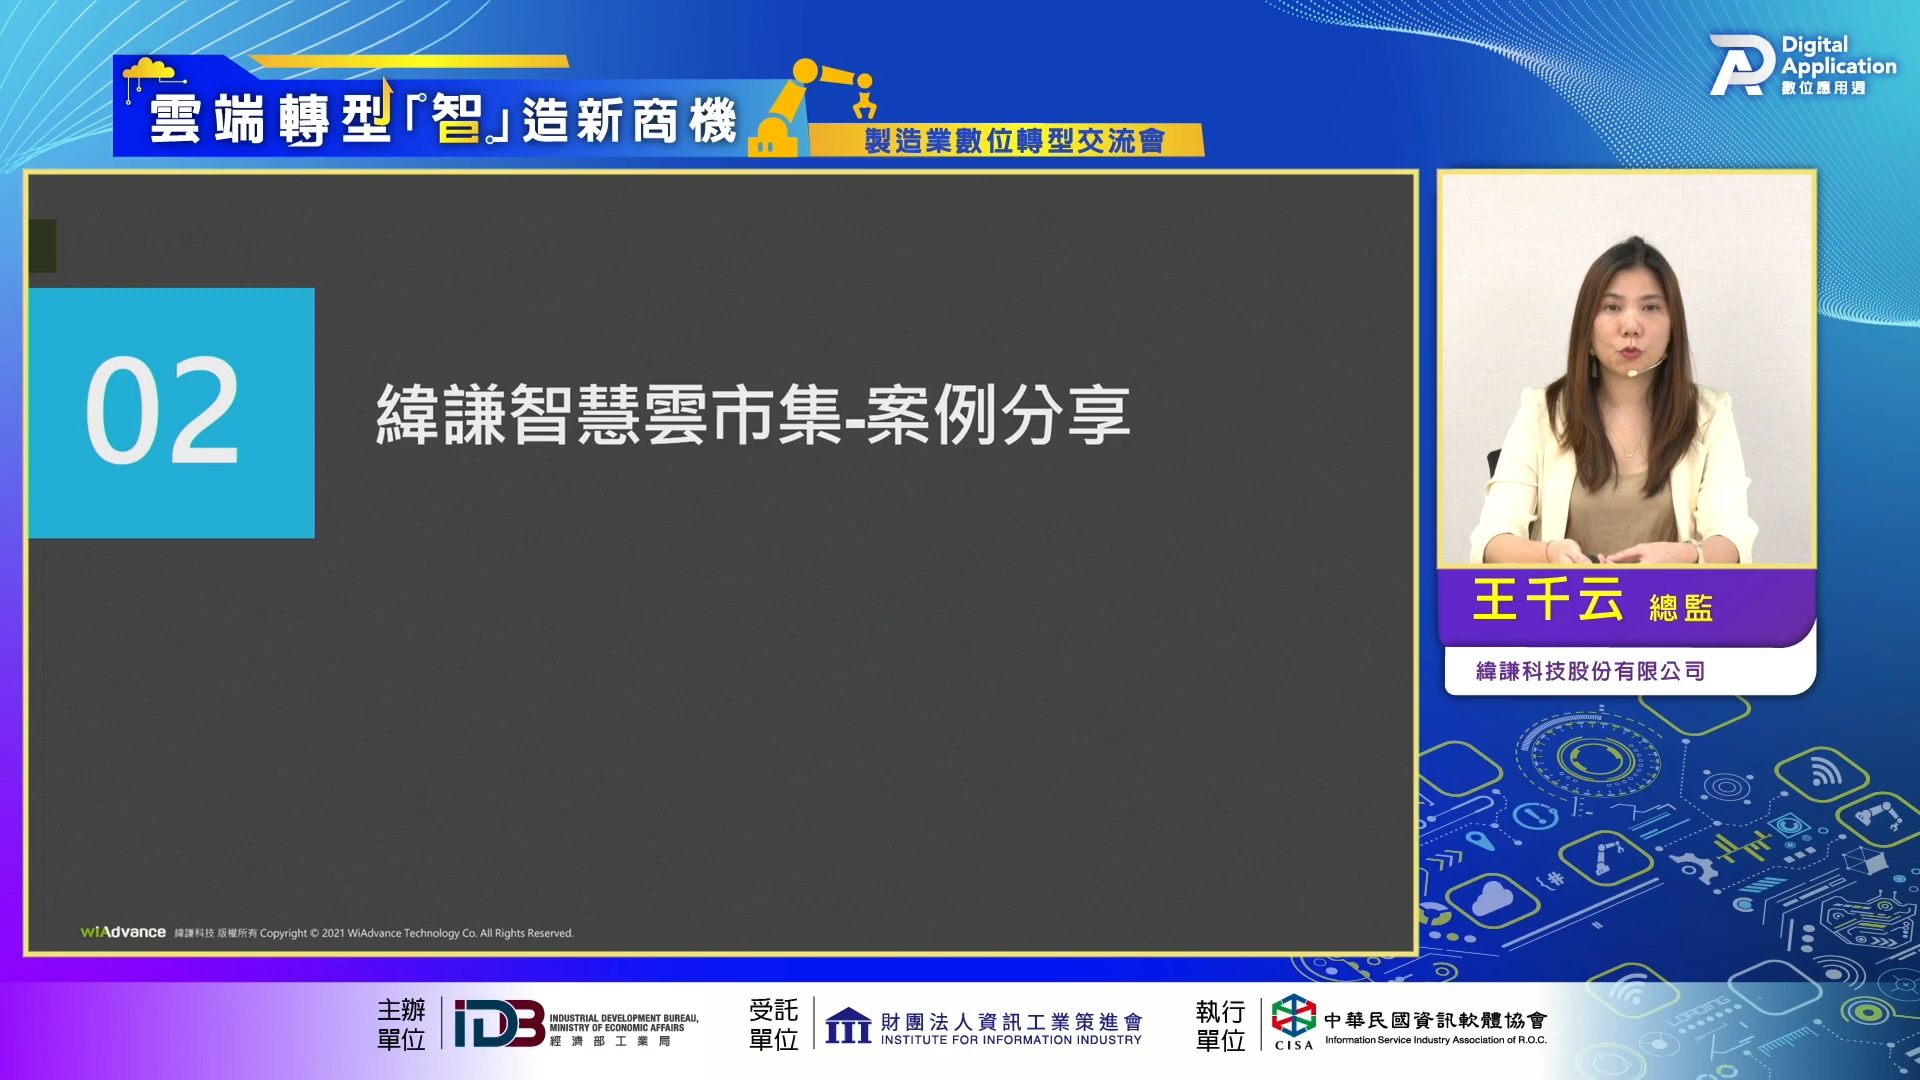 雲端轉型「智」造新商機
製造業數位轉型交流會
Digital
Application
數位應用週
02
緯謙智慧雲市集-案例分享
wiAdvance 緯謙科技 版權所有 Copyright © 2021 WiAdvance Technology Co. All Rights Reserved.
王千云 總監
緯謙科技股份有限公司
主辦
單位
IDB
INDUSTRIAL DEVELOPMENT BUREAU,
MINISTRY OF ECONOMIC AFFAIRS
經濟部工業局
受託
單位
財團法人資訊工業策進會
INSTITUTE FOR INFORMATION INDUSTRY
執行
單位
CISA
中華民國資訊軟體協會
Information Service Industry Association of R.O.C.